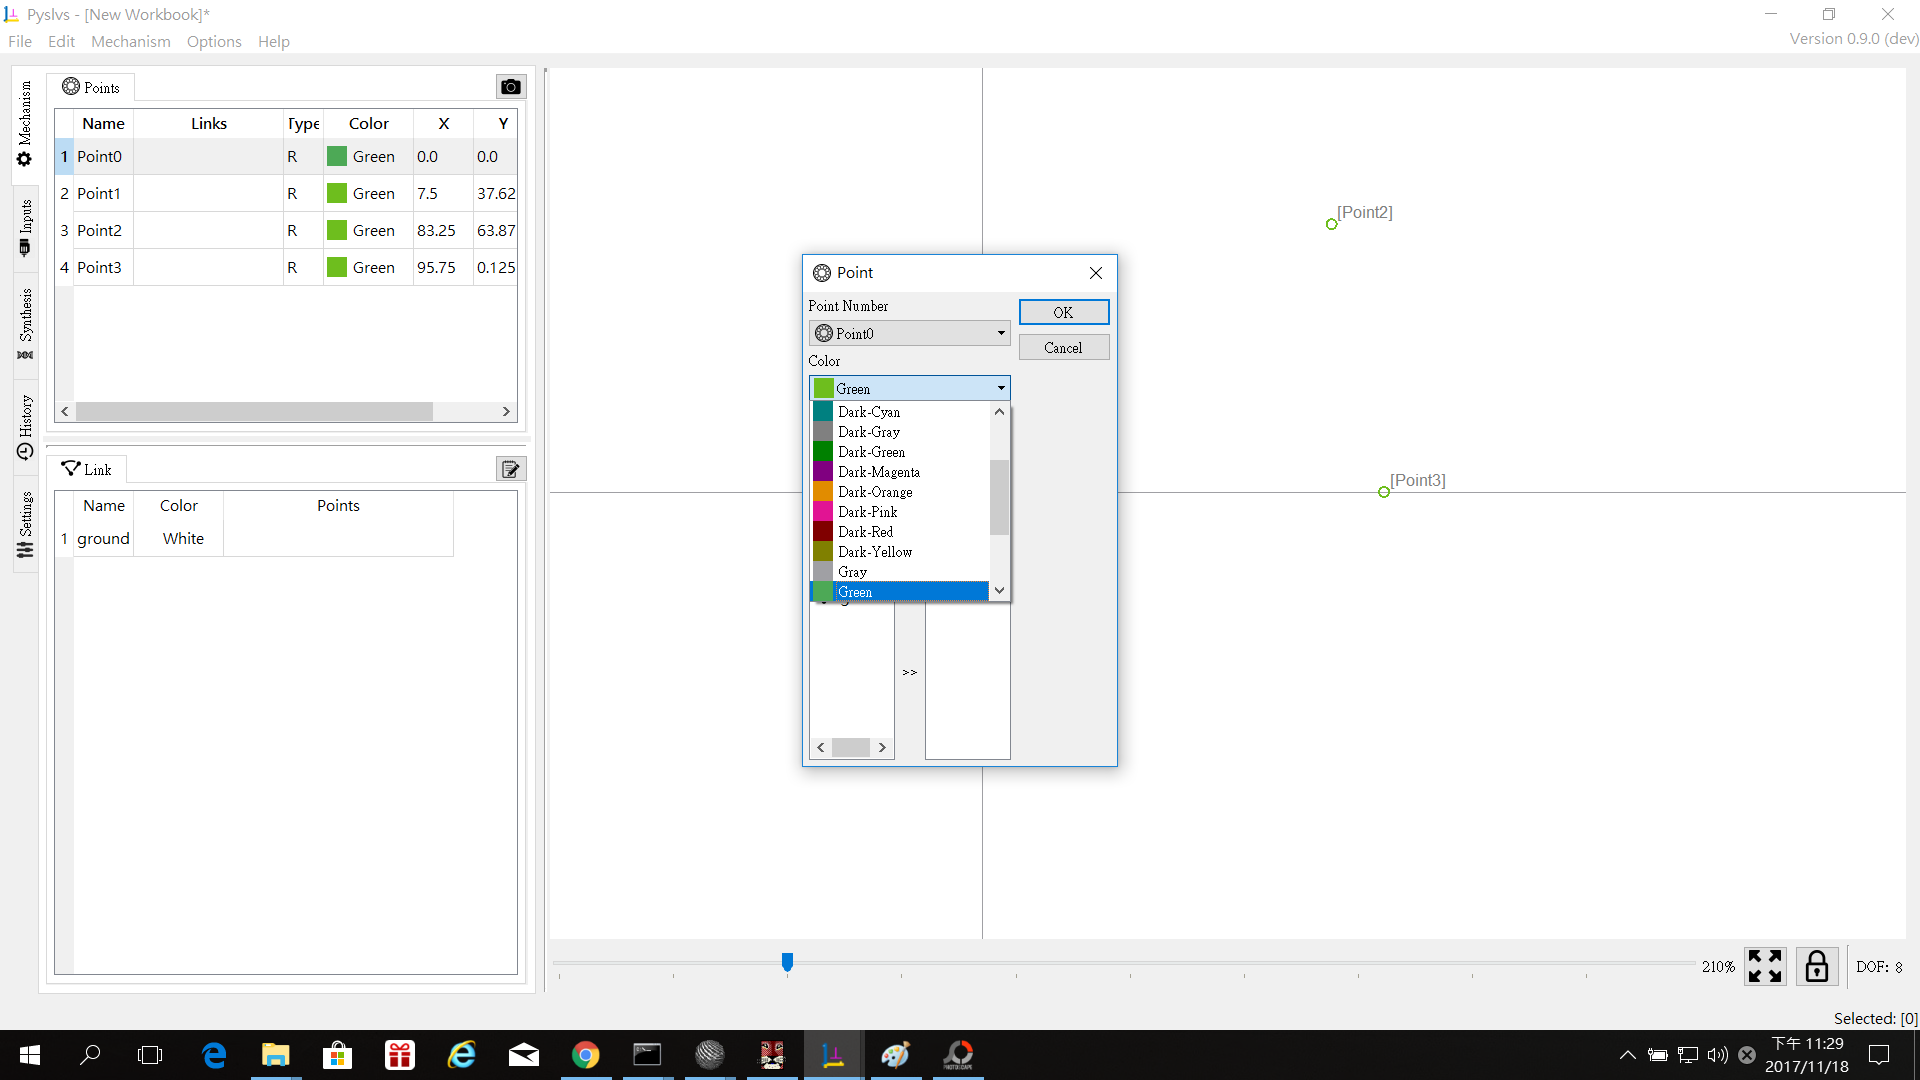 Pyslvs - [New Workbook]*
File Edit Mechanism Options Help
Version 0.9.0 (dev)
Mechanism
Inputs
Synthesis
History
Settings
Points
Name Links Type Color X Y
1 Point0 R Green 0.0 0.0
2 Point1 R Green 7.5 37.62
3 Point2 R Green 83.25 63.87
4 Point3 R Green 95.75 0.125
Link
Name Color Points
1 ground White
[Point2]
[Point3]
Point
Point Number
Point0
OK
Cancel
Color
Green
Dark-Cyan
Dark-Gray
Dark-Green
Dark-Magenta
Dark-Orange
Dark-Pink
Dark-Red
Dark-Yellow
Gray
Green
>>
210%
DOF: 8
Selected: [0]
下午 11:29
2017/11/18
PHOTOSCAPE